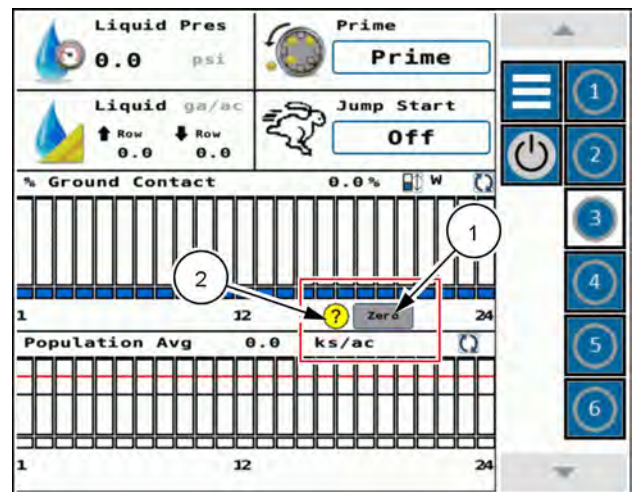 Liquid Pres
0.0 psi
Prime
Prime
Liquid ga/ac
Row Row
0.0 0.0
Jump Start
Off
% Ground Contact 0.0% W
1
2
? Zero
1 12 24
Population Avg 0.0 ks/ac
1 12 24
1
2
3
4
5
6